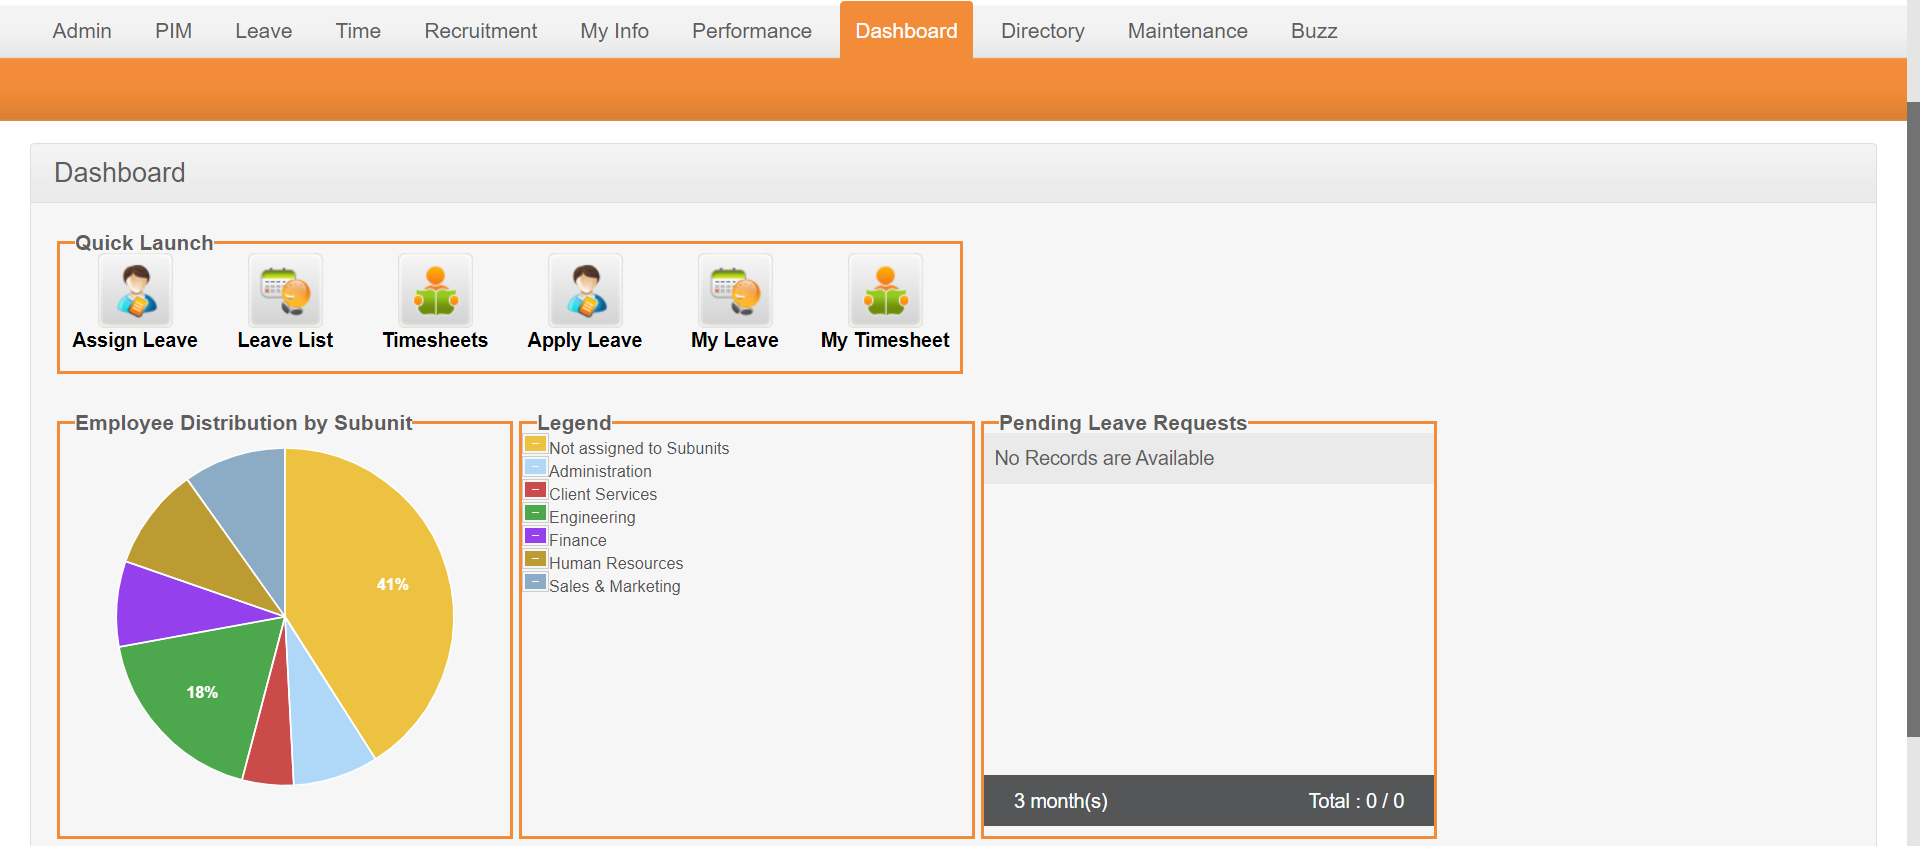 Admin PIM Leave Time Recruitment My Info Performance Dashboard Directory Maintenance Buzz
Dashboard
Quick Launch
Assign Leave Leave List Timesheets Apply Leave My Leave My Timesheet
Employee Distribution by Subunit
41%
18%
Legend
Not assigned to Subunits
Administration
Client Services
Engineering
Finance
Human Resources
Sales & Marketing
Pending Leave Requests
No Records are Available
3 month(s) Total : 0 / 0